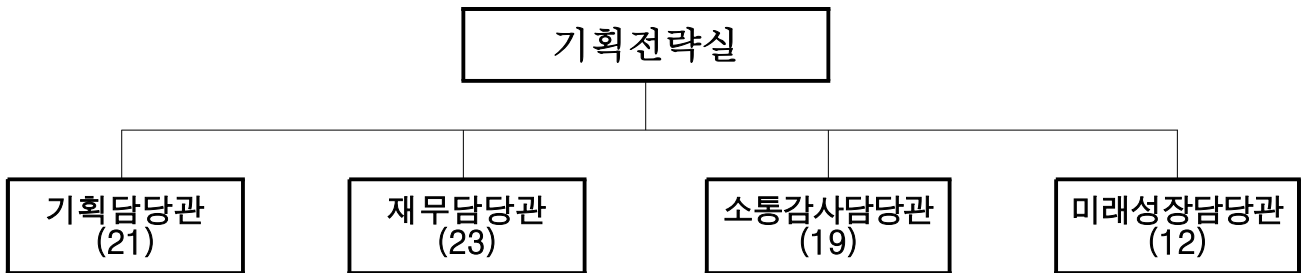 기획전략실
기획담당관
(21)
재무담당관
(23)
소통감사담당관
(19)
미래성장담당관
(12)